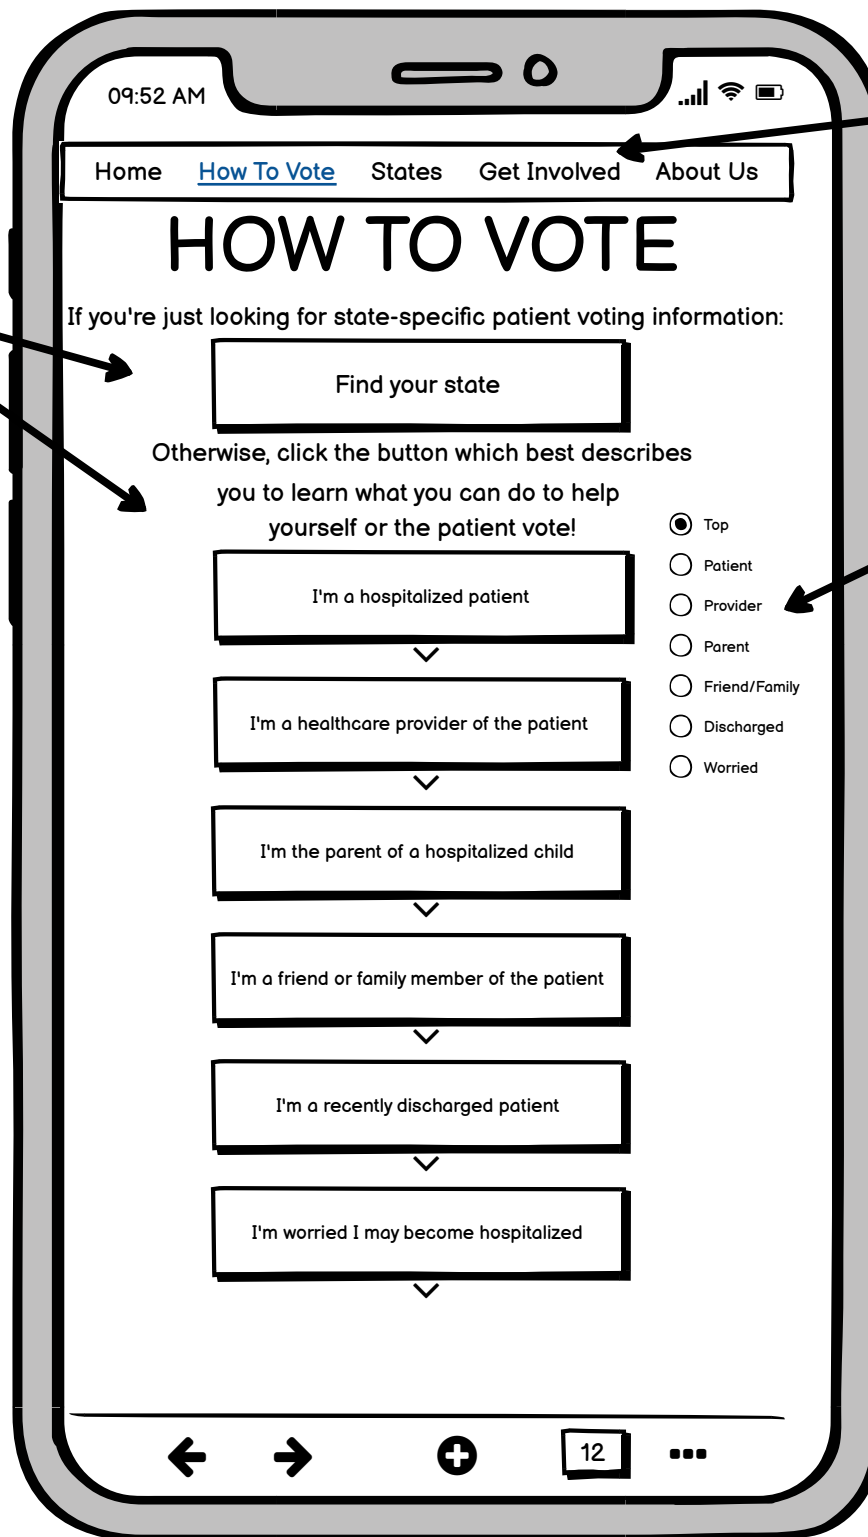 09:52 AM
Home How To Vote States Get Involved About Us
HOW TO VOTE
If you're just looking for state-specific patient voting information:
Find your state
Otherwise, click the button which best describes
you to learn what you can do to help
yourself or the patient vote!
Top
Patient
Provider
Parent
Friend/Family
Discharged
Worried
I'm a hospitalized patient
I'm a healthcare provider of the patient
I'm the parent of a hospitalized child
I'm a friend or family member of the patient
I'm a recently discharged patient
I'm worried I may become hospitalized
12